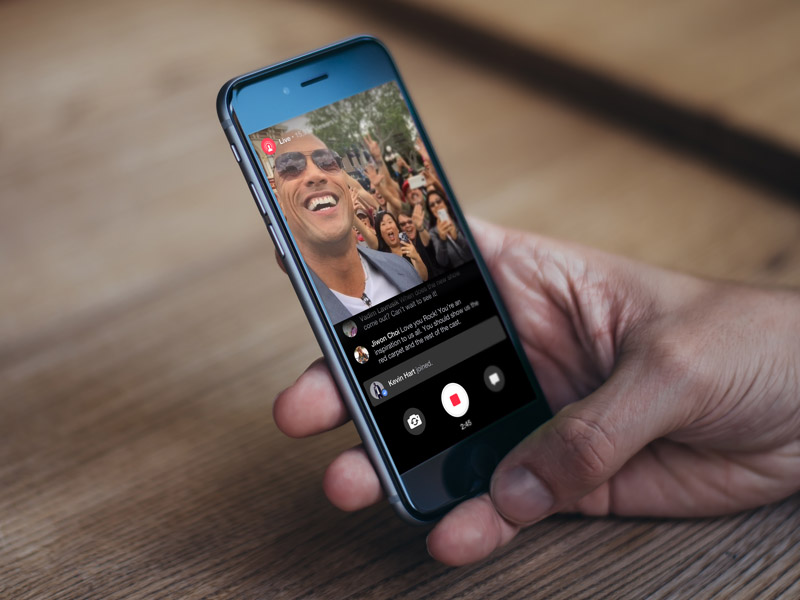 Live
Vadim Lavrusik When does the new movie
come out? Can't wait to see it!
Jiwon Choi Love you Rock! You're an
inspiration to us all. You should show us the
red carpet and the rest of the cast.
Kevin Hart joined.
2:45